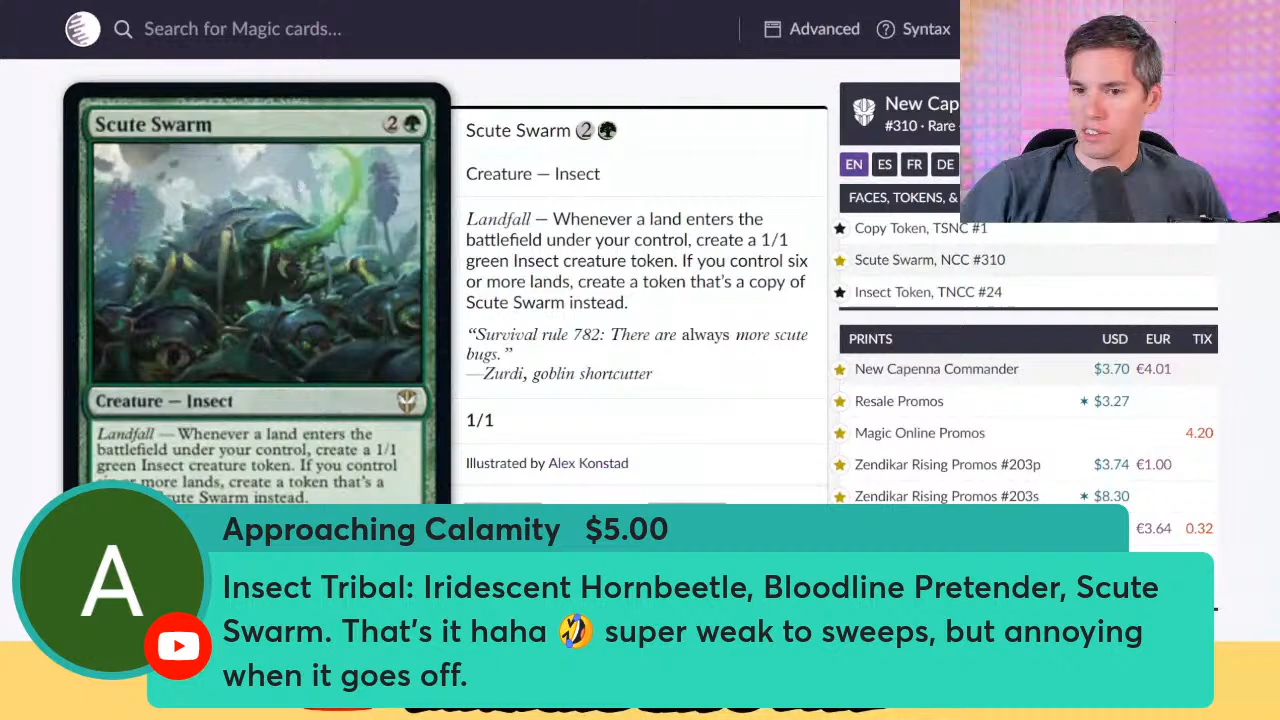 Search for Magic cards...
Advanced
Syntax
Scute Swarm 2
Creature — Insect
Landfall — Whenever a land enters the
battlefield under your control, create a 1/1
green Insect creature token. If you control
more lands, create a token that's a
Swarm instead.
Scute Swarm 2
Creature — Insect
Landfall — Whenever a land enters the
battlefield under your control, create a 1/1
green Insect creature token. If you control six
or more lands, create a token that's a copy of
Scute Swarm instead.
“Survival rule 782: There are always more scute
bugs.”
—Zurdi, goblin shortcutter
1/1
Illustrated by Alex Konstad
New Cap
#310 · Rare
EN ES FR DE
FACES, TOKENS, &
Copy Token, TSNC #1
Scute Swarm, NCC #310
Insect Token, TNCC #24
PRINTS USD EUR TIX
New Capenna Commander $3.70 €4.01
Resale Promos ✶ $3.27
Magic Online Promos 4.20
Zendikar Rising Promos #203p $3.74 €1.00
Zendikar Rising Promos #203s ✶ $8.30
€3.64 0.32
A
Approaching Calamity $5.00
Insect Tribal: Iridescent Hornbeetle, Bloodline Pretender, Scute
Swarm. That's it haha 🤣 super weak to sweeps, but annoying
when it goes off.